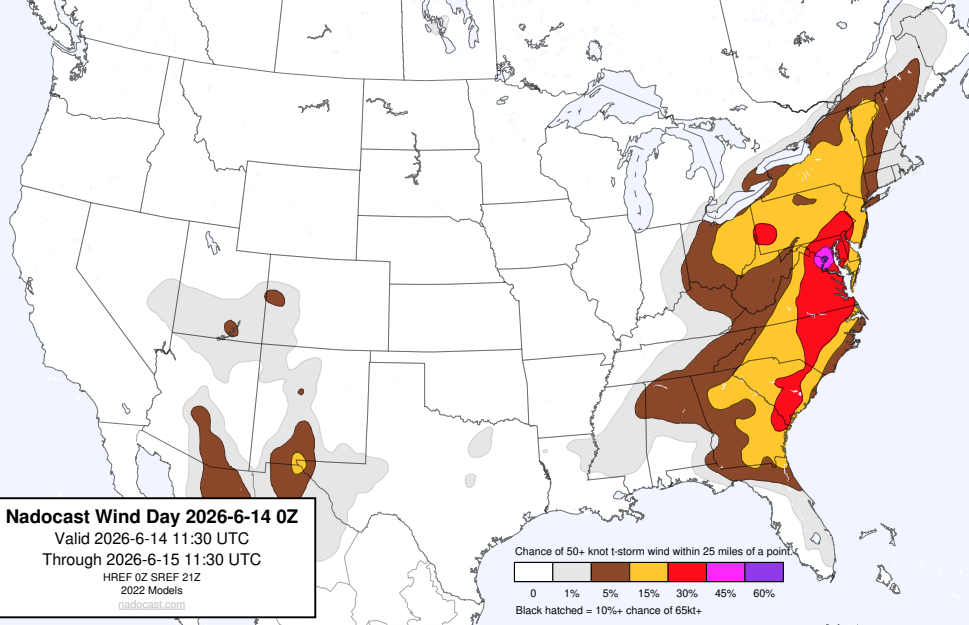 Nadocast Wind Day 2026-6-14 0Z
Valid 2026-6-14 11:30 UTC
Through 2026-6-15 11:30 UTC
HREF 0Z SREF 21Z
2022 Models
nadocast.com
Chance of 50+ knot t-storm wind within 25 miles of a point.
0 1% 5% 15% 30% 45% 60%
Black hatched = 10%+ chance of 65kt+